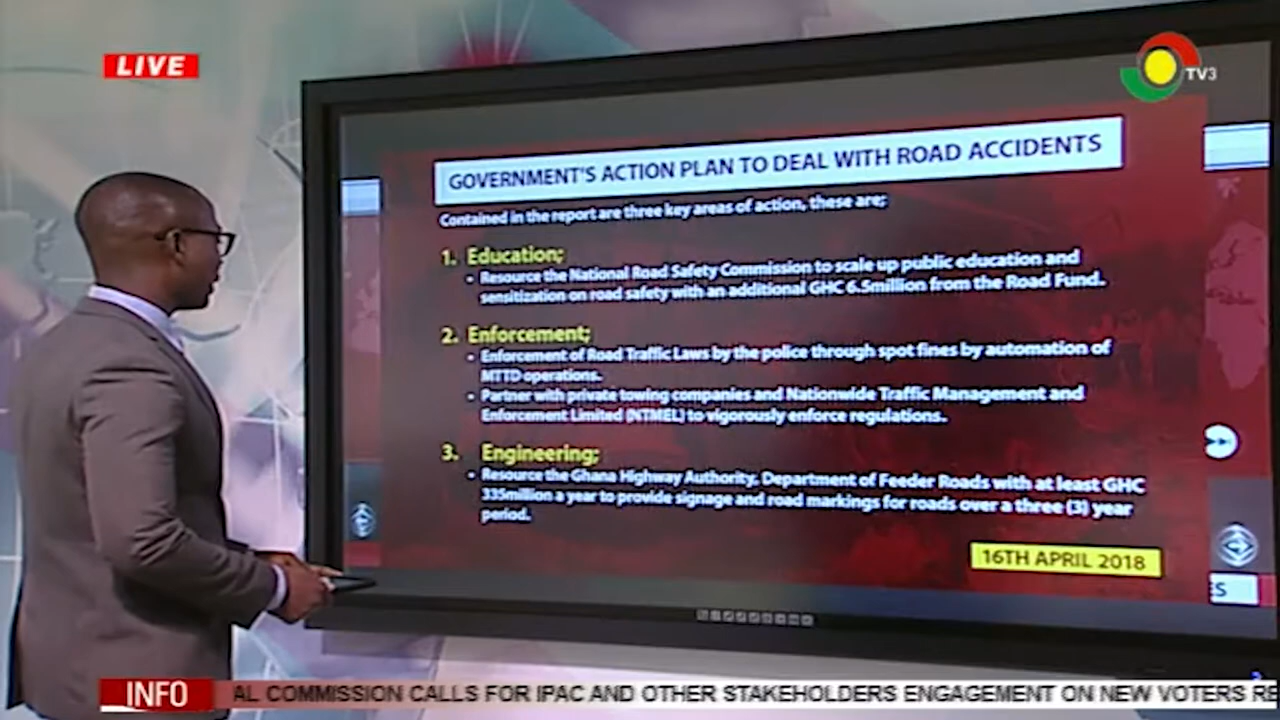 LIVE
TV3
GOVERNMENT'S ACTION PLAN TO DEAL WITH ROAD ACCIDENTS
Contained in the report are three key areas of action, these are;
1. Education;
• Resource the National Road Safety Commission to scale up public education and
sensitization on road safety with an additional GHC 6.5million from the Road Fund.
2. Enforcement;
• Enforcement of Road Traffic Laws by the police through spot fines by automation of
MTTD operations.
• Partner with private towing companies and Nationwide Traffic Management and
Enforcement Limited (NTMEL) to vigorously enforce regulations.
3. Engineering;
• Resource the Ghana Highway Authority, Department of Feeder Roads with at least GHC
335million a year to provide signage and road markings for roads over a three (3) year
period.
16TH APRIL 2018
ES
INFO
AL COMMISSION CALLS FOR IPAC AND OTHER STAKEHOLDERS ENGAGEMENT ON NEW VOTERS RE